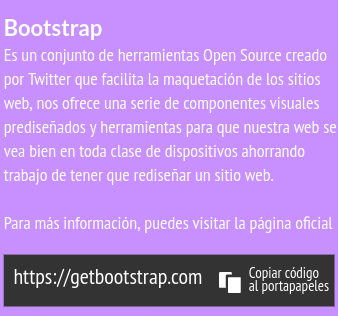 Bootstrap
Es un conjunto de herramientas Open Source creado
por Twitter que facilita la maquetación de los sitios
web, nos ofrece una serie de componentes visuales
prediseñados y herramientas para que nuestra web se
vea bien en toda clase de dispositivos ahorrando
trabajo de tener que rediseñar un sitio web.
Para más información, puedes visitar la página oficial
https://getbootstrap.com
Copiar código
al portapapeles